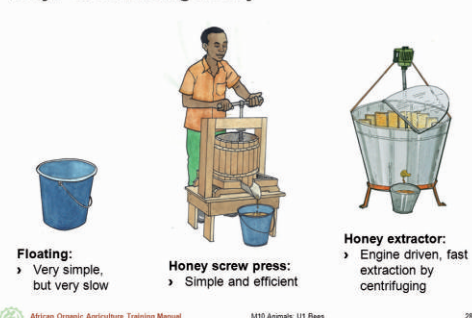 Floating:
› Very simple,
but very slow
Honey screw press:
› Simple and efficient
Honey extractor:
› Engine driven, fast
extraction by
centrifuging
African Organic Agriculture Training Manual
M10 Animals: U1 Bees